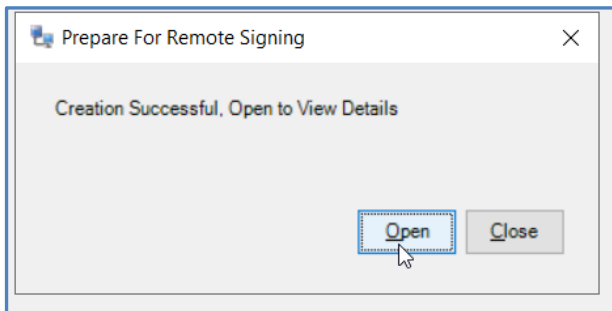 Prepare For Remote Signing
Creation Successful, Open to View Details
Open
Close